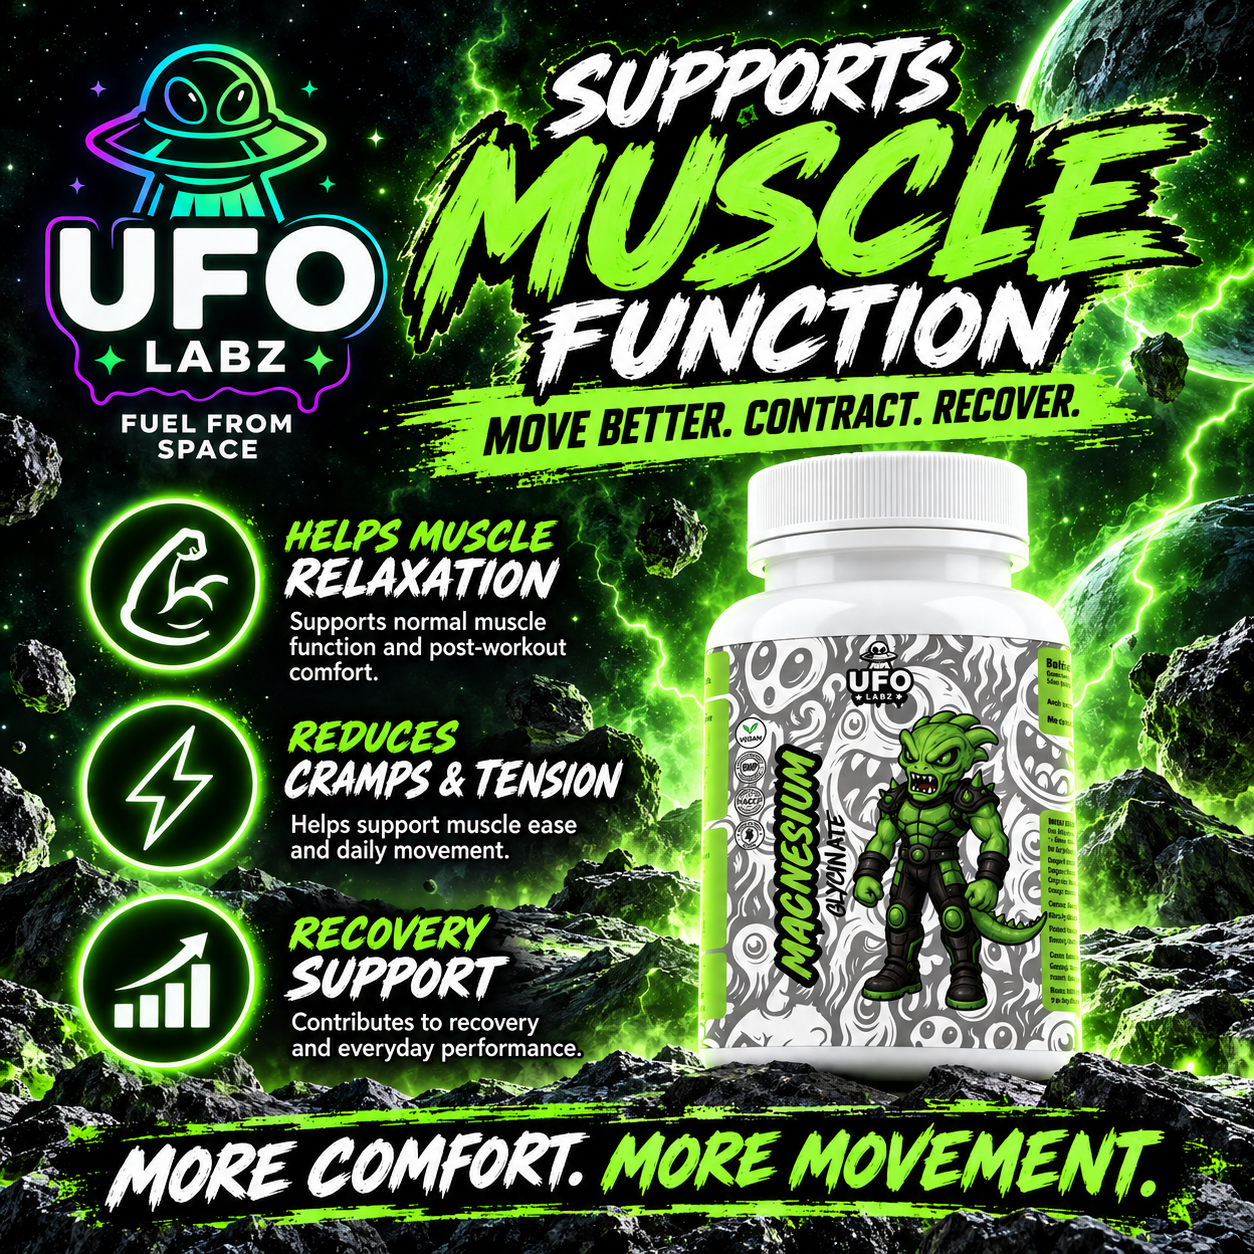 UFO
LABZ
FUEL FROM
SPACE
SUPPORTS
MUSCLE
FUNCTION
MOVE BETTER. CONTRACT. RECOVER.
HELPS MUSCLE
RELAXATION
Supports normal muscle
function and post-workout
comfort.
REDUCES
CRAMPS & TENSION
Helps support muscle ease
and daily movement.
RECOVERY
SUPPORT
Contributes to recovery
and everyday performance.
UFO
LABZ
VEGAN
GMP
HACCP
MAGNESIUM
GLYCINATE
MORE COMFORT. MORE MOVEMENT.